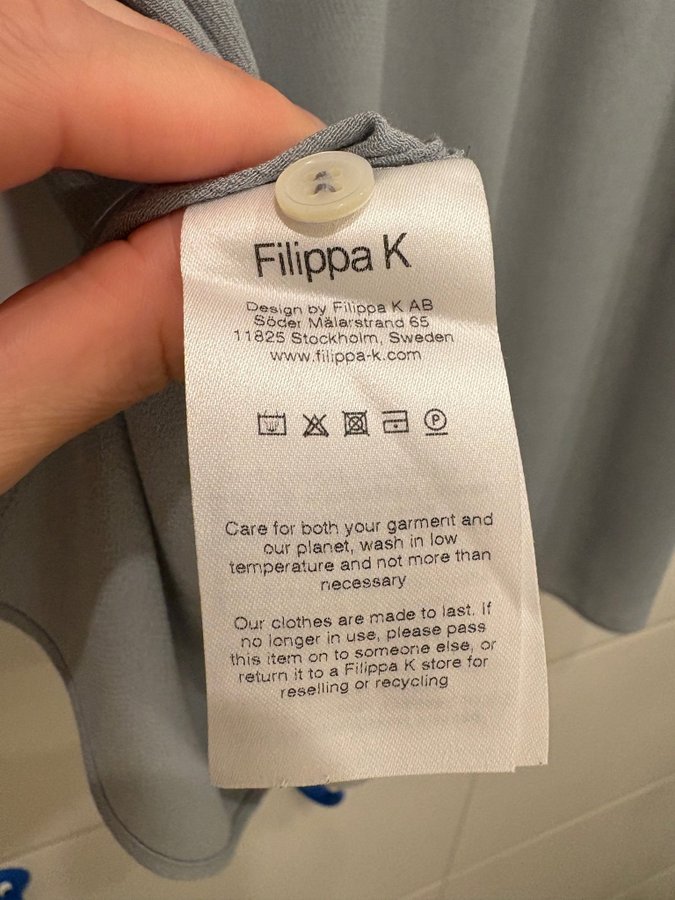 Filippa K
Design by Filippa K AB
Söder Mälarstrand 65
11825 Stockholm, Sweden
www.filippa-k.com
P
Care for both your garment and
our planet, wash in low
temperature and not more than
necessary
Our clothes are made to last. If
no longer in use, please pass
this item on to someone else, or
return it to a Filippa K store for
reselling or recycling